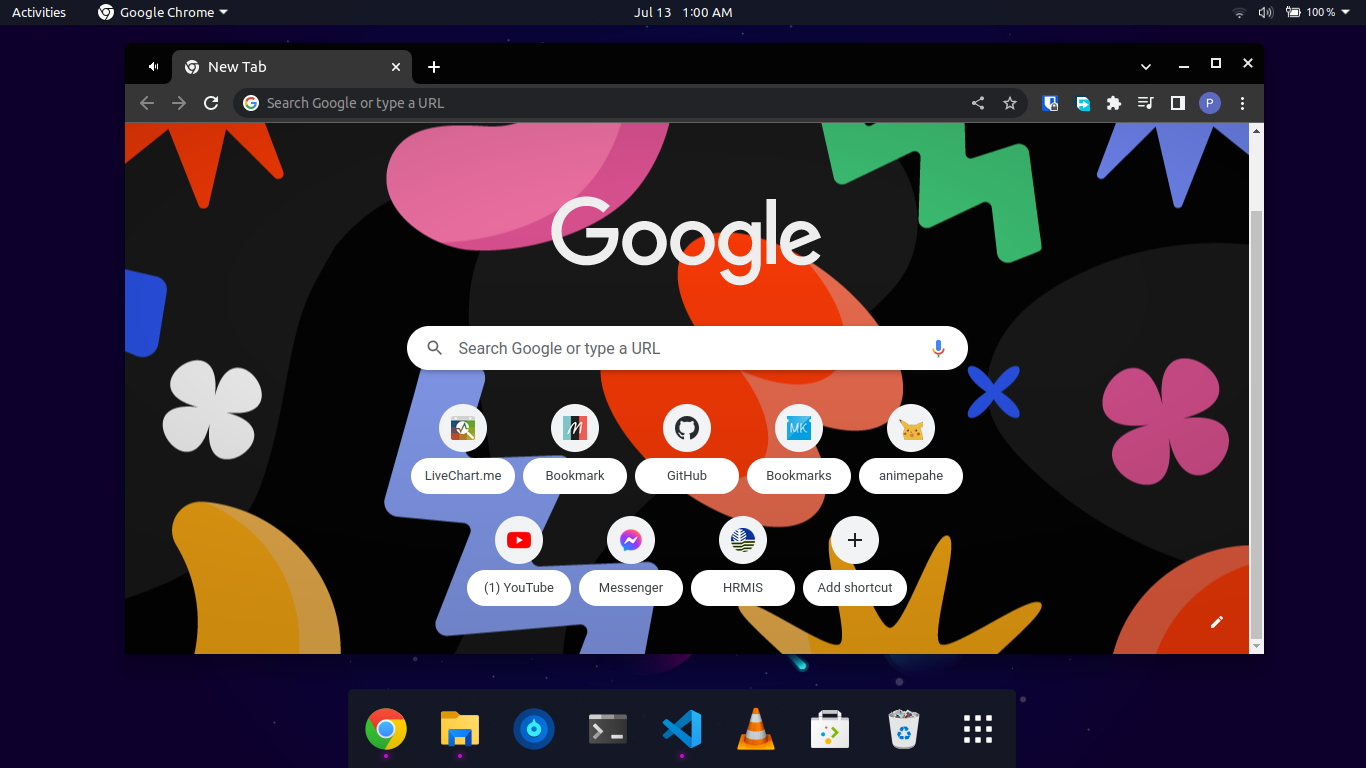 Activities Google Chrome Jul 13 1:00 AM 100 %
New Tab
Search Google or type a URL P
Google
Search Google or type a URL
MK
LiveChart.me Bookmark GitHub Bookmarks animepahe
(1) YouTube Messenger HRMIS Add shortcut